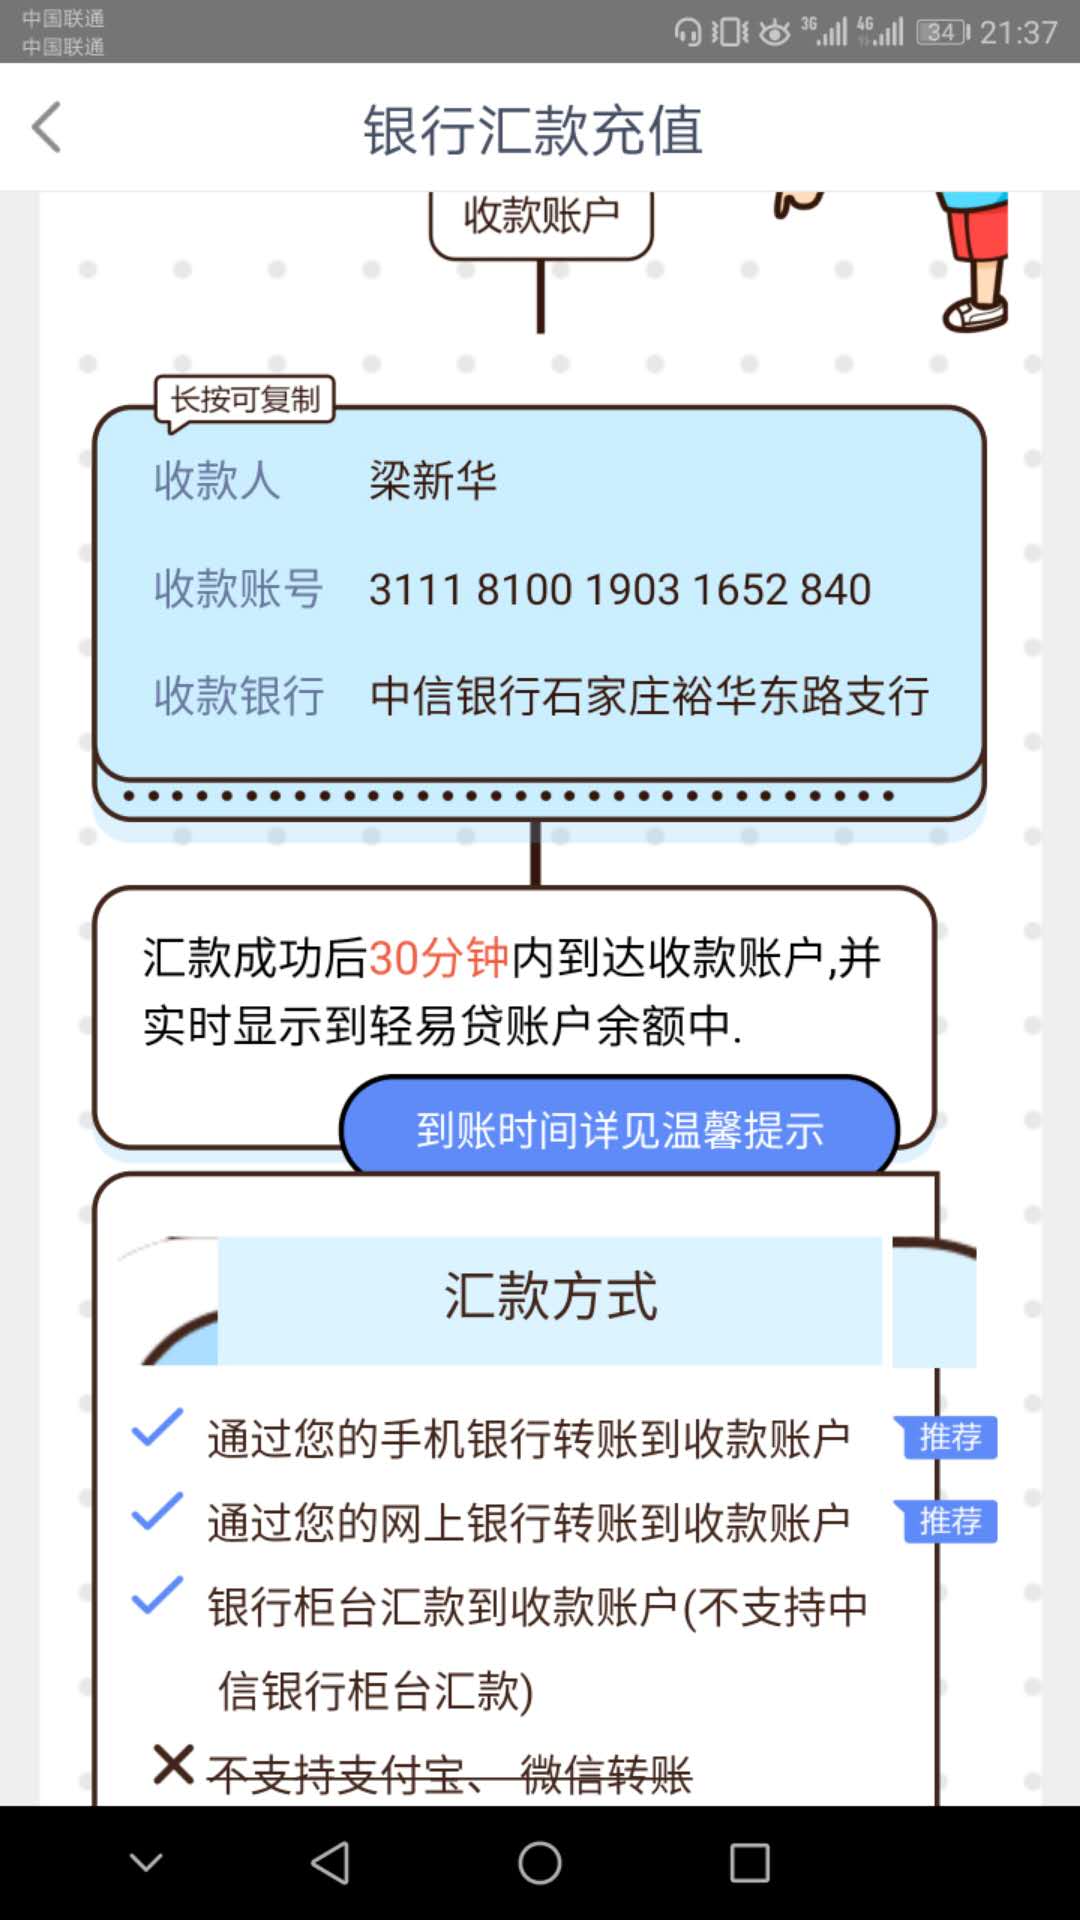 中国联通
中国联通
3G
4G
34
21:37
银行汇款充值
收款账户
长按可复制
收款人 梁新华
收款账号 3111 8100 1903 1652 840
收款银行 中信银行石家庄裕华东路支行
汇款成功后30分钟内到达收款账户,并
实时显示到轻易贷账户余额中.
到账时间详见温馨提示
汇款方式
通过您的手机银行转账到收款账户 推荐
通过您的网上银行转账到收款账户 推荐
银行柜台汇款到收款账户(不支持中
信银行柜台汇款)
不支持支付宝、微信转账